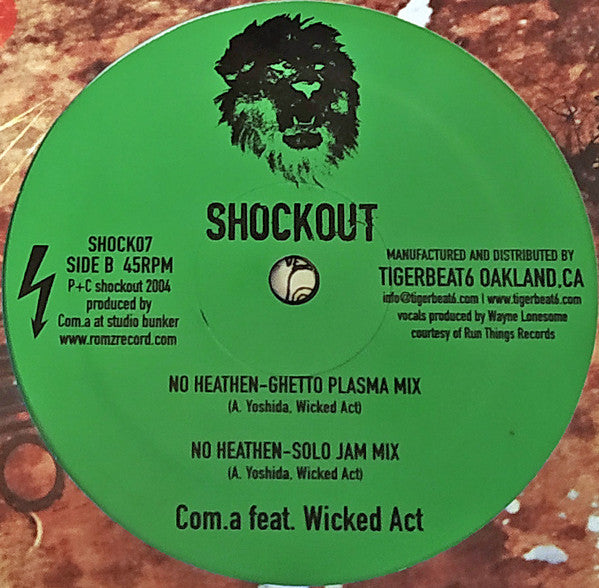 SHOCKOUT
SHOCK07
SIDE B 45RPM
P+C shockout 2004
produced by
Com.a at studio bunker
www.romzrecord.com
MANUFACTURED AND DISTRIBUTED BY
TIGERBEAT6 OAKLAND,CA
info@tigerbeat6.com | www.tigerbeat6.com
vocals produced by Wayne Lonesome
courtesy of Run Things Records
NO HEATHEN-GHETTO PLASMA MIX
(A. Yoshida, Wicked Act)
NO HEATHEN-SOLO JAM MIX
(A. Yoshida, Wicked Act)
Com.a feat. Wicked Act